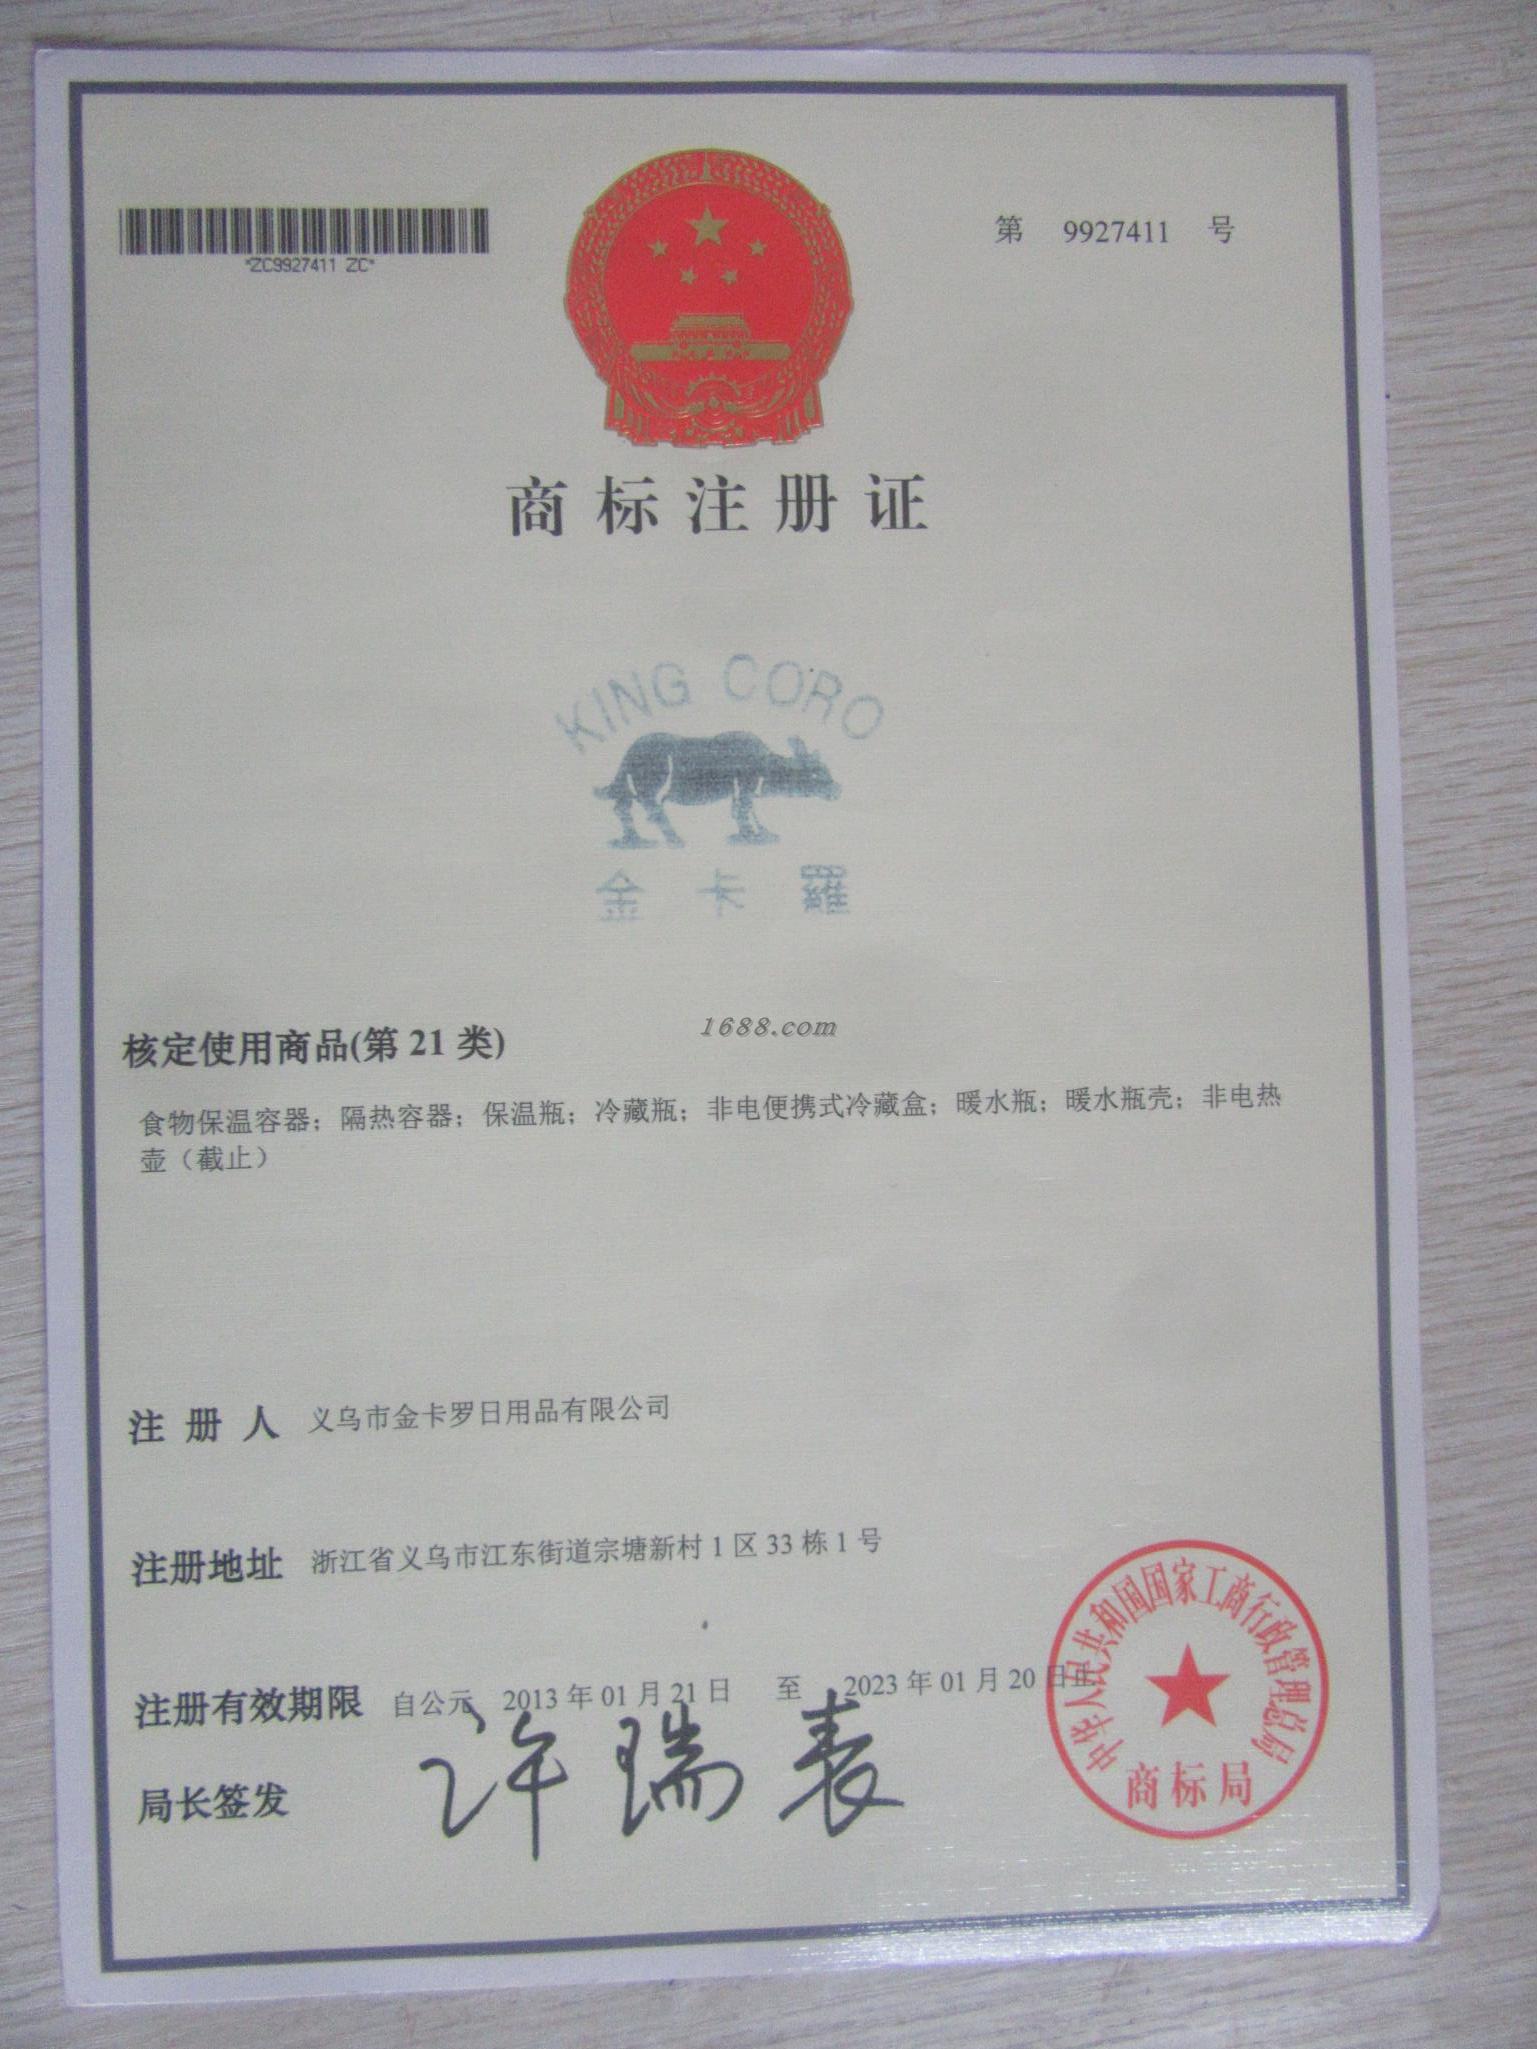 *ZC9927411 ZC*
第 9927411 号
商标注册证
KING CORO
金卡羅
1688.com
核定使用商品(第 21 类)
食物保温容器；隔热容器；保温瓶；冷藏瓶；非电便携式冷藏盒；暖水瓶；暖水瓶壳；非电热
壶（截止）
注册人 义乌市金卡罗日用品有限公司
注册地址 浙江省义乌市江东街道宗塘新村 1 区 33 栋 1 号
注册有效期限 自公元 2013 年 01 月 21 日 至 2023 年 01 月 20 日止
局长签发 许瑞表
中华人民共和国国家工商行政管理总局
商标局